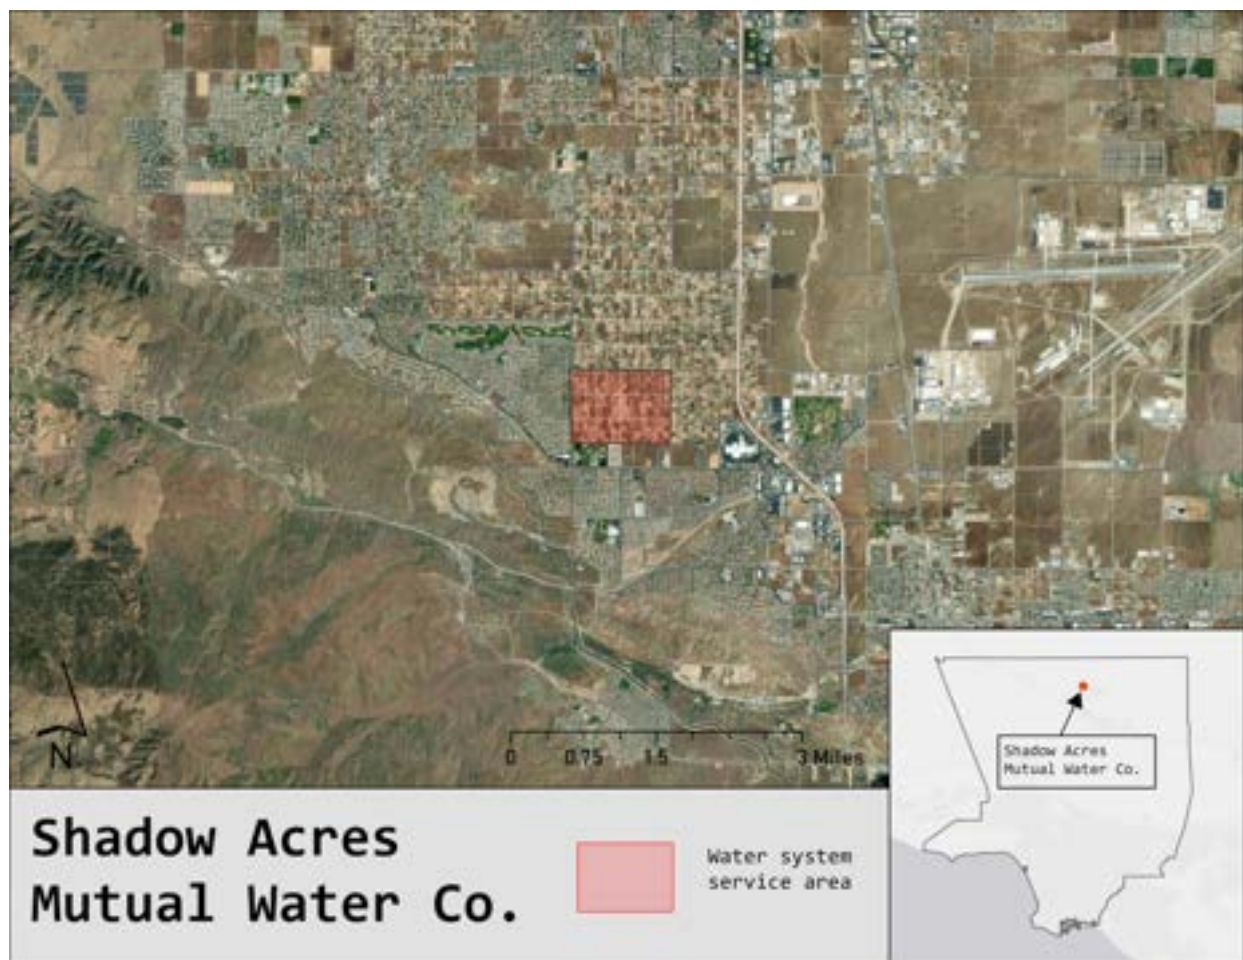 N
0 0.75 1.5 3 Miles
Shadow Acres
Mutual Water Co.
Water system
service area
Shadow Acres
Mutual Water Co.